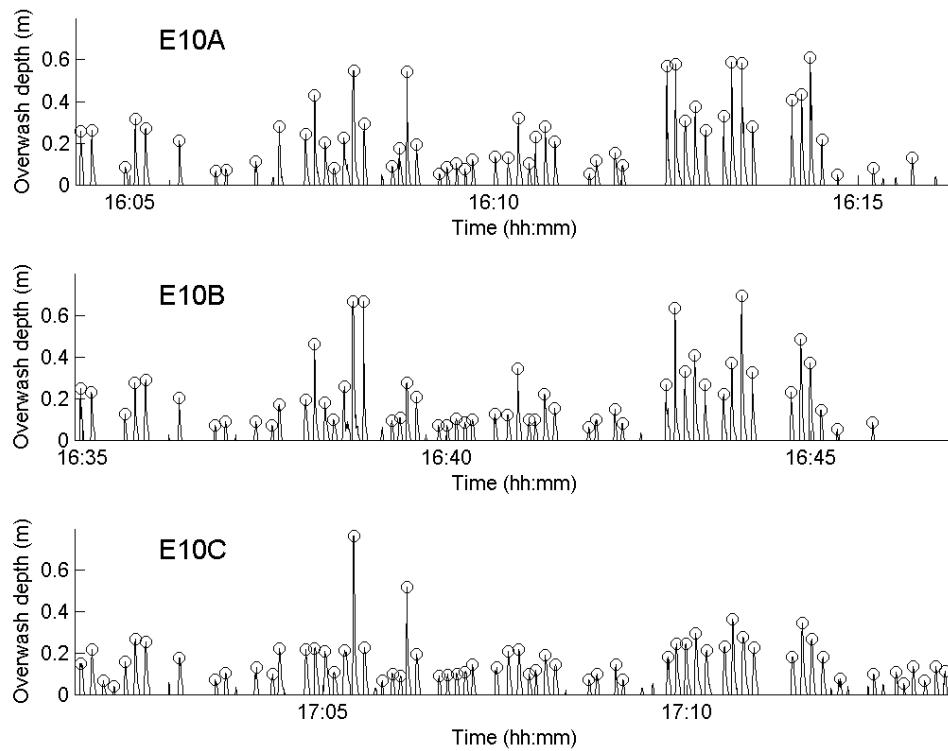 E10A
Overwash depth (m)
0.6
0.4
0.2
0
16:05 16:10 16:15
Time (hh:mm)
E10B
Overwash depth (m)
0.6
0.4
0.2
0
16:35 16:40 16:45
Time (hh:mm)
E10C
Overwash depth (m)
0.6
0.4
0.2
0
17:05 17:10
Time (hh:mm)